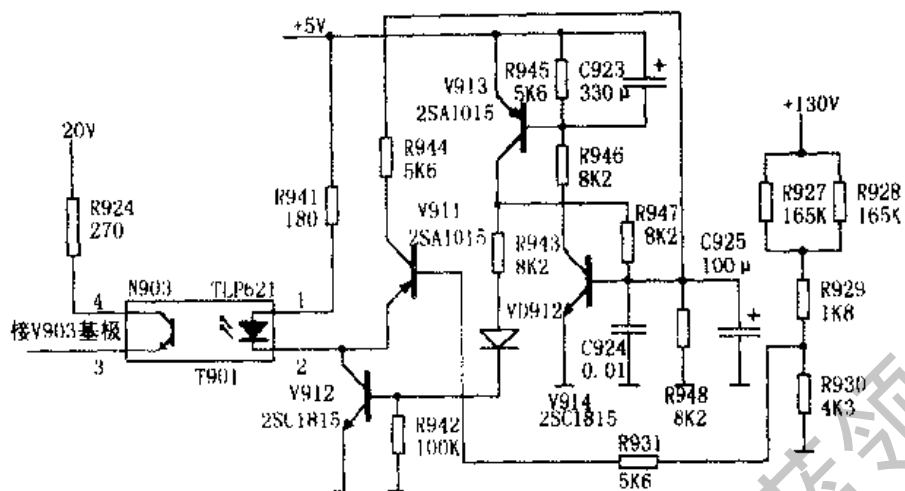 +5V
V913
2SA1015
R945
5K6
C923
330μ
+
+130V
20V
R944
5K6
R946
8K2
R924
270
R941
180
V911
2SA1015
R947
8K2
R927
165K
R928
165K
R943
8K2
C925
100μ
+
N903
TLP621
4
1
VD912
R929
1K8
接V903基极
3
2
T901
C924
0.01
V912
2SC1815
R942
100K
V914
2SC1815
R948
8K2
R930
4K3
R931
5K6